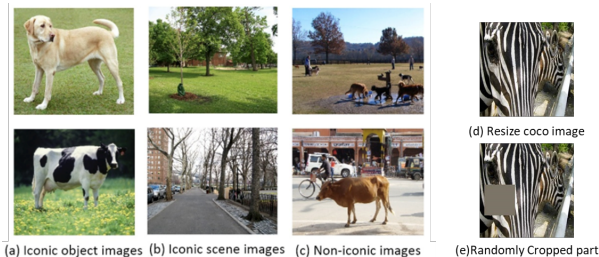 (d) Resize coco image
(a) Iconic object images (b) Iconic scene images (c) Non-iconic images
(e)Randomly Cropped part